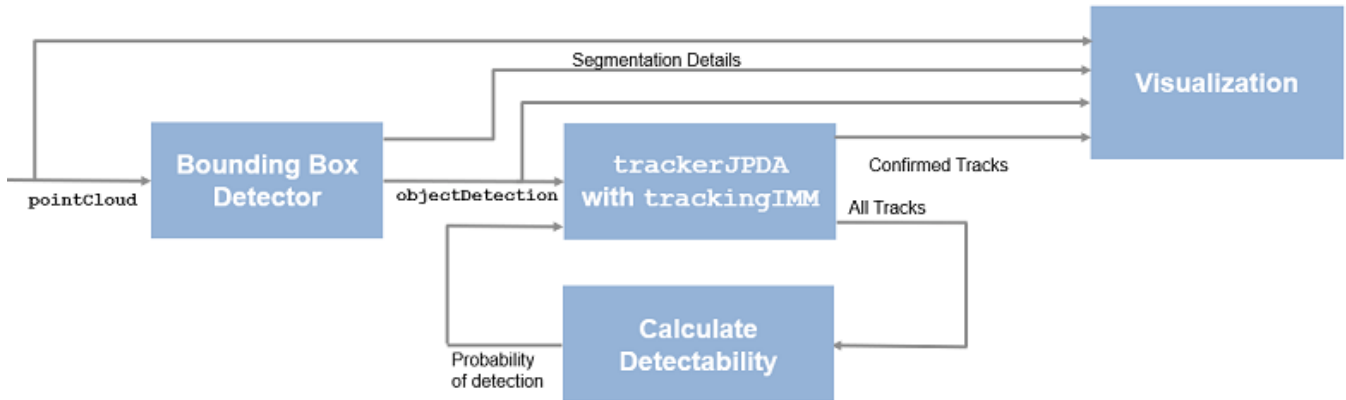 Segmentation Details
Visualization
Bounding Box
Detector
pointCloud
objectDetection
trackerJPDA
with trackingIMM
Confirmed Tracks
All Tracks
Calculate
Detectability
Probability
of detection